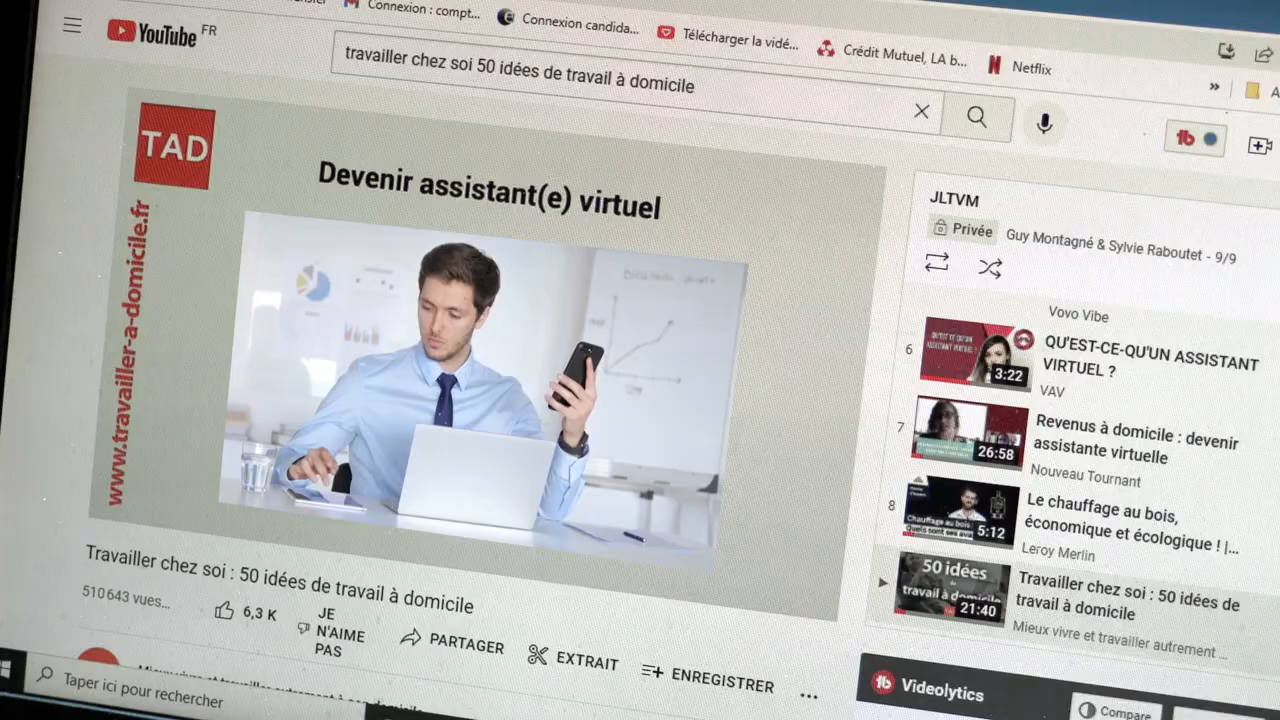 Connexion : compt...
Connexion candida...
Télécharger la vidé...
Crédit Mutuel, LA b...
Netflix
YouTube FR
travailler chez soi 50 idées de travail à domicile
TAD
Devenir assistant(e) virtuel
www.travailler-a-domicile.fr
JLTVM
Privée
Guy Montagné & Sylvie Raboutet - 9/9
Vovo Vibe
6
3:22
QU'EST-CE-QU'UN ASSISTANT
VIRTUEL ?
VAV
7
26:58
Revenus à domicile : devenir
assistante virtuelle
Nouveau Tournant
8
Chauffage au bois
5:12
Le chauffage au bois,
économique et écologique ! |...
Leroy Merlin
50 idées
travail à domicile
21:40
Travailler chez soi : 50 idées de
travail à domicile
Mieux vivre et travailler autrement ...
Travailler chez soi : 50 idées de travail à domicile
510 643 vues...
6,3 K
JE
N'AIME
PAS
PARTAGER
EXTRAIT
ENREGISTRER
Videolytics
Compare
Taper ici pour rechercher